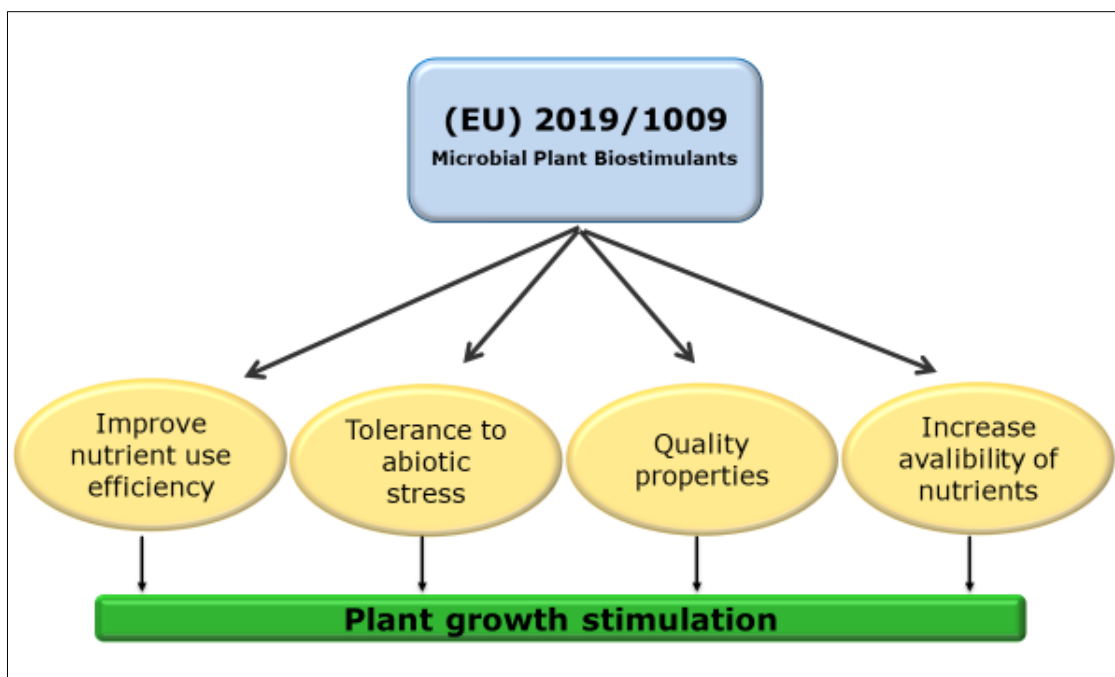 (EU) 2019/1009
Microbial Plant Biostimulants
Improve
nutrient use
efficiency
Tolerance to
abiotic
stress
Quality
properties
Increase
avalibility of
nutrients
Plant growth stimulation